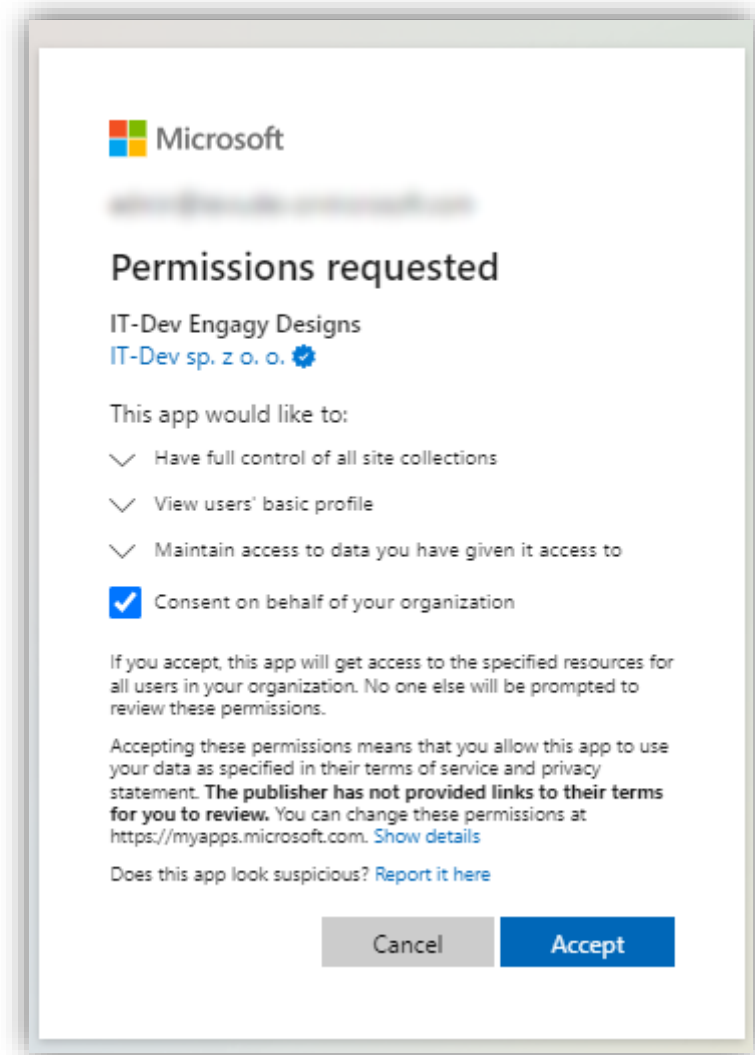 Microsoft
Permissions requested
IT-Dev Engagy Designs
IT-Dev sp. z o. o.
This app would like to:
Have full control of all site collections
View users' basic profile
Maintain access to data you have given it access to
Consent on behalf of your organization
If you accept, this app will get access to the specified resources for
all users in your organization. No one else will be prompted to
review these permissions.
Accepting these permissions means that you allow this app to use
your data as specified in their terms of service and privacy
statement. The publisher has not provided links to their terms
for you to review. You can change these permissions at
https://myapps.microsoft.com. Show details
Does this app look suspicious? Report it here
Cancel Accept